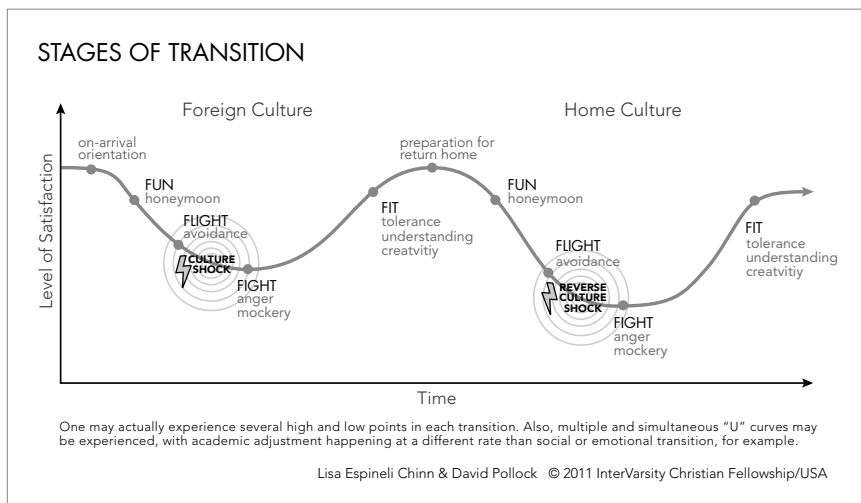 STAGES OF TRANSITION
Foreign Culture
Home Culture
Level of Satisfaction
on-arrival
orientation
FUN
honeymoon
FLIGHT
avoidance
CULTURE
SHOCK
FIGHT
anger
mockery
FIT
tolerance
understanding
creatvitiy
preparation for
return home
FUN
honeymoon
FLIGHT
avoidance
REVERSE
CULTURE
SHOCK
FIGHT
anger
mockery
FIT
tolerance
understanding
creatvitiy
Time
One may actually experience several high and low points in each transition. Also, multiple and simultaneous “U” curves may
be experienced, with academic adjustment happening at a different rate than social or emotional transition, for example.
Lisa Espineli Chinn & David Pollock © 2011 InterVarsity Christian Fellowship/USA